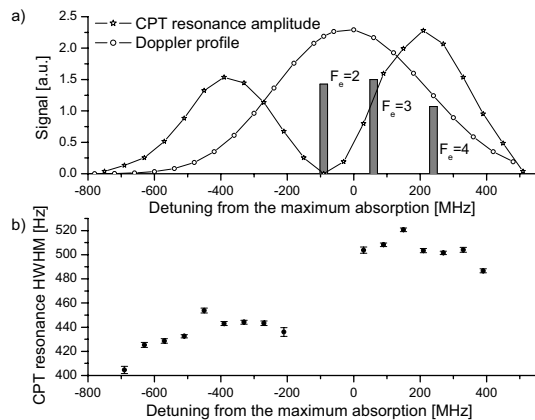 a)
CPT resonance amplitude
Doppler profile
Signal [a.u.]
2.5
2.0
1.5
1.0
0.5
0.0
F_e=2
F_e=3
F_e=4
-800 -600 -400 -200 0 200 400
Detuning from the maximum absorption [MHz]
b)
CPT resonance HWHM [Hz]
520
500
480
460
440
420
400
-800 -600 -400 -200 0 200 400
Detuning from the maximum absorption [MHz]